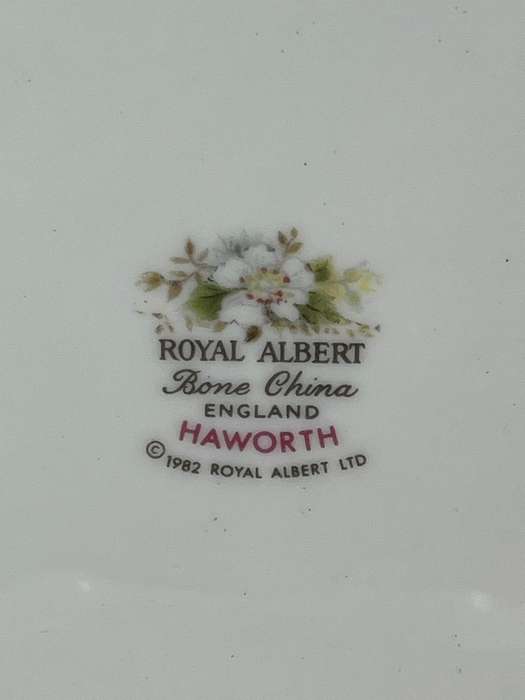 ROYAL ALBERT
Bone China
ENGLAND
HAWORTH
© 1982 ROYAL ALBERT LTD